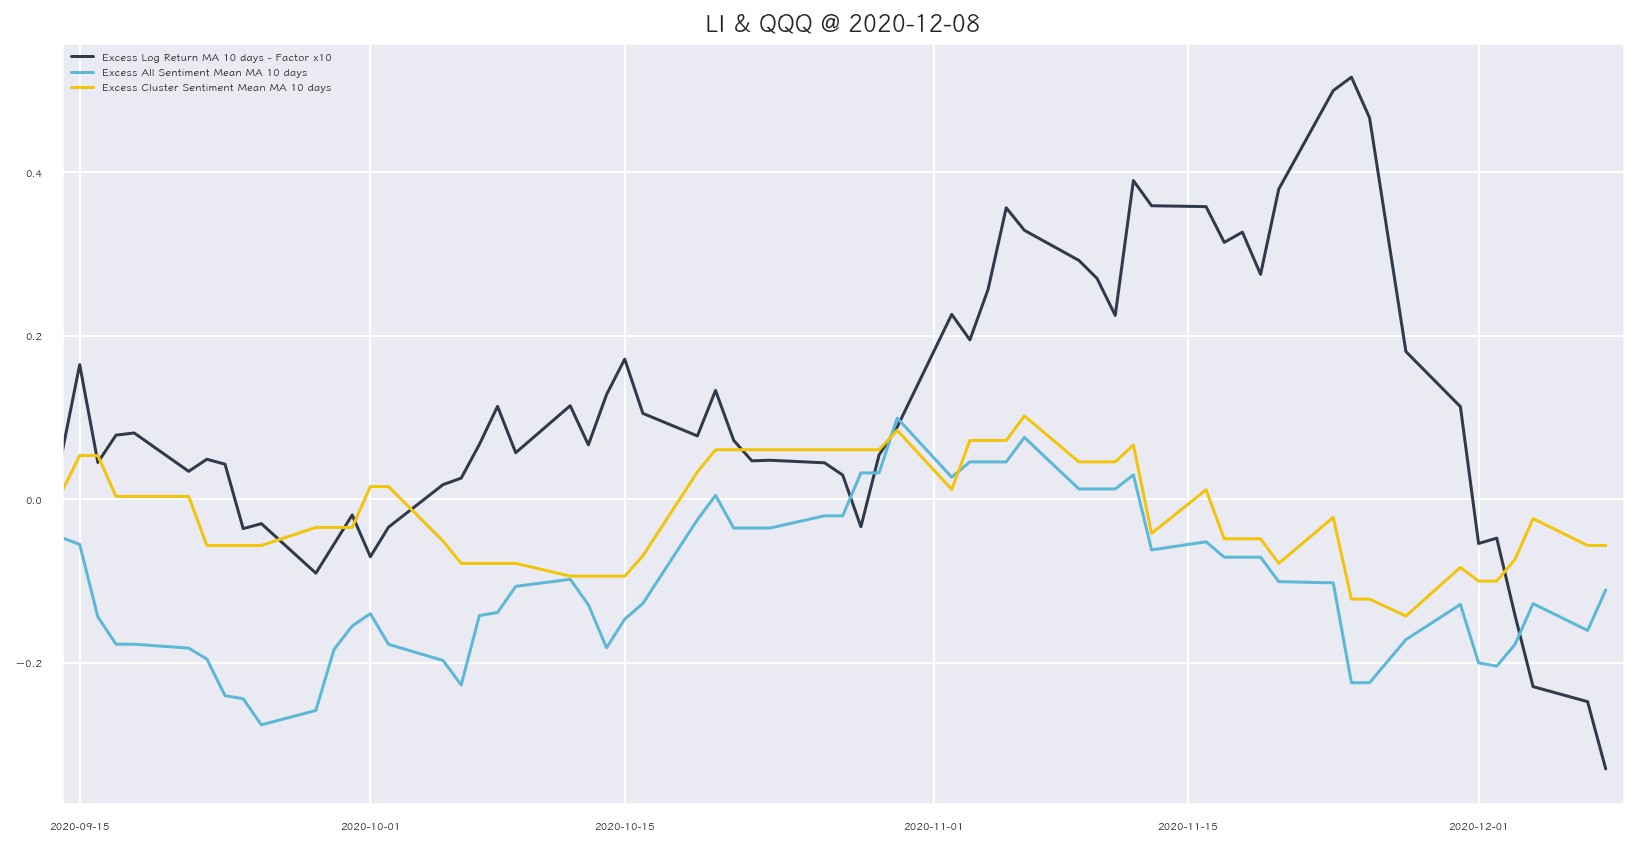 LI & QQQ @ 2020-12-08
Excess Log Return MA 10 days - Factor x10
Excess All Sentiment Mean MA 10 days
Excess Cluster Sentiment Mean MA 10 days
0.4
0.2
0.0
−0.2
2020-09-15 2020-10-01 2020-10-15 2020-11-01 2020-11-15 2020-12-01